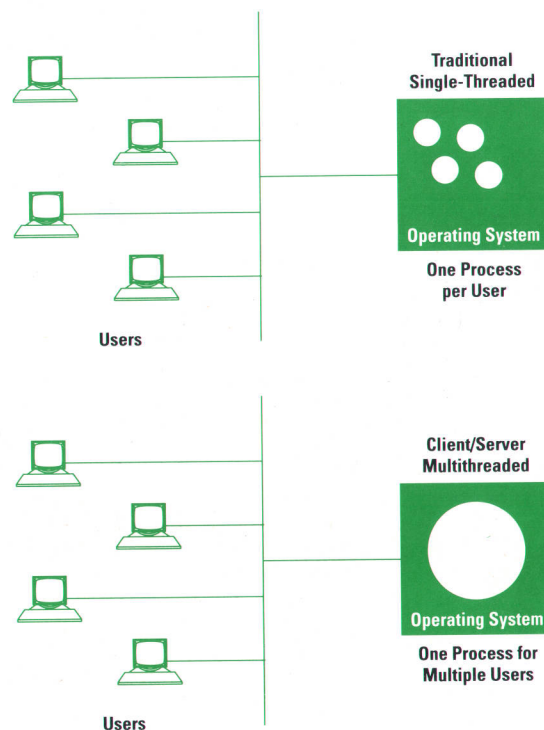 Traditional
Single-Threaded
Operating System
One Process
per User
Users
Client/Server
Multithreaded
Operating System
One Process for
Multiple Users
Users